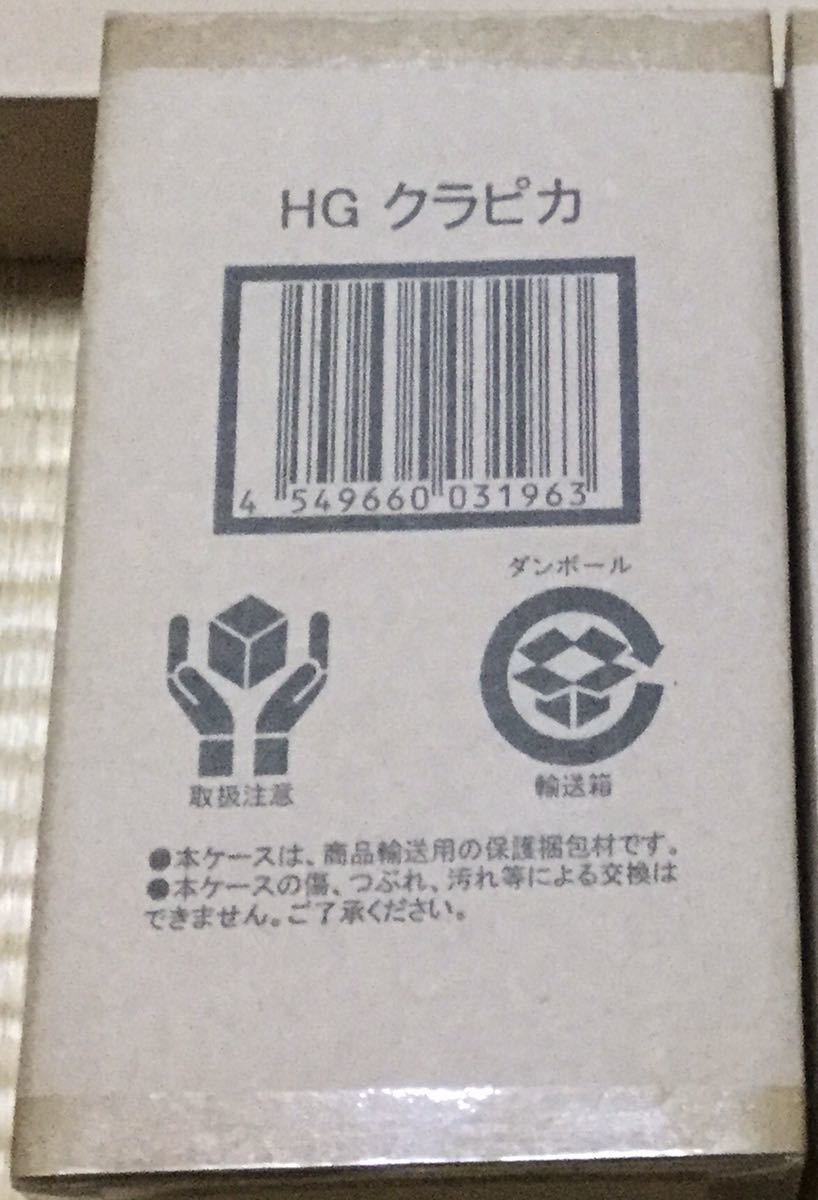 HG クラピカ
4 549660 031963
ダンボール
取扱注意
輸送箱
●本ケースは、商品輸送用の保護梱包材です。
●本ケースの傷、つぶれ、汚れ等による交換は
できません。ご了承ください。